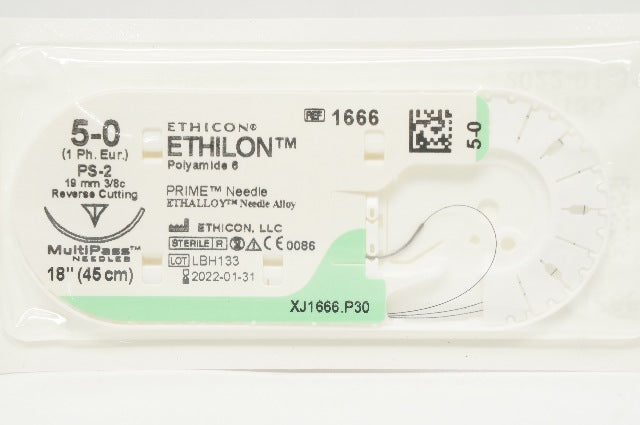 5-0
(1 Ph. Eur.)
PS-2
19 mm 3/8c
Reverse Cutting
MultiPass™
NEEDLES
18" (45 cm)
ETHICON®
ETHILON™
Polyamide 6
PRIME™ Needle
ETHALLOY™ Needle Alloy
ETHICON, LLC
STERILE R CE 0086
LOT LBH133
2022-01-31
REF 1666
5-0
XJ1666.P30